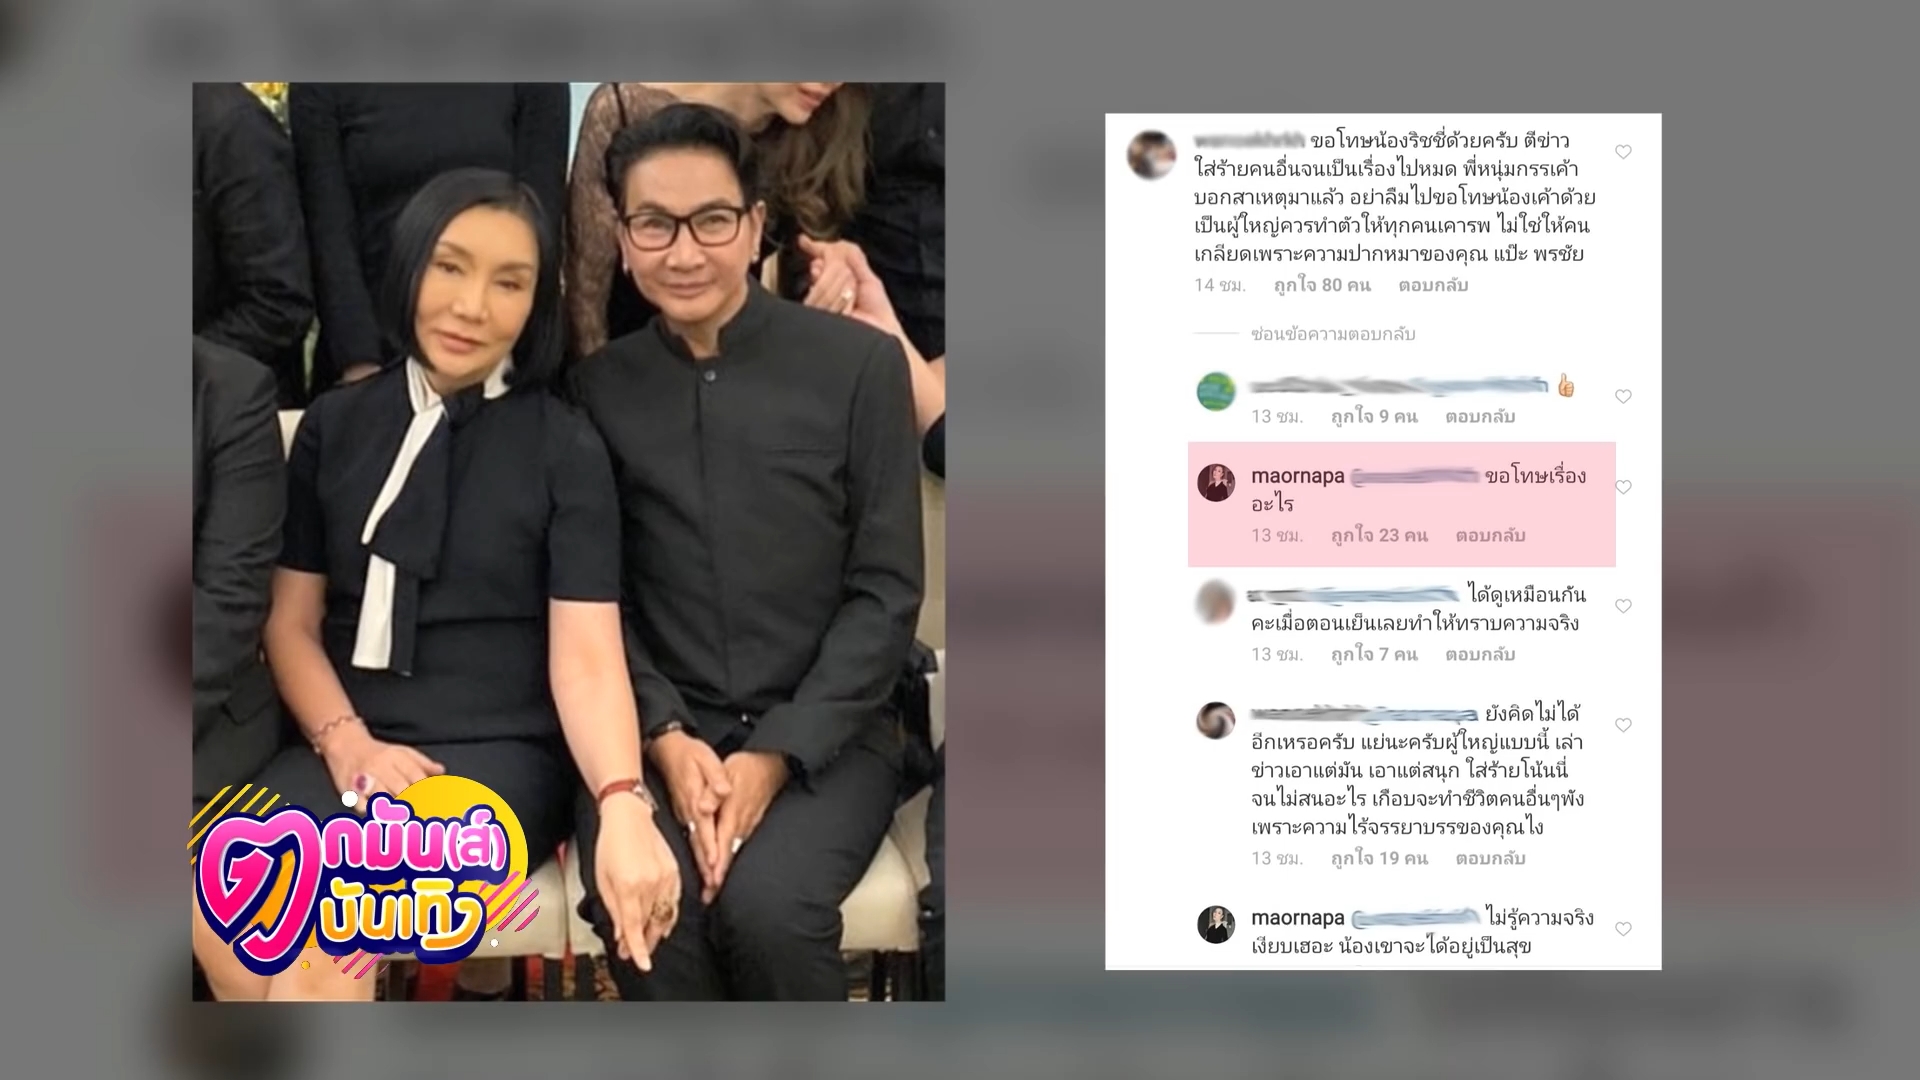 ตกมัน(ส์)
บันเทิง
ขอโทษน้องริชชี่ด้วยครับ ตีข่าว
ใส่ร้ายคนอื่นจนเป็นเรื่องไปหมด พี่หนุ่มกรรเค้า
บอกสาเหตุมาแล้ว อย่าลืมไปขอโทษน้องเค้าด้วย
เป็นผู้ใหญ่ควรทำตัวให้ทุกคนเคารพ ไม่ใช่ให้คน
เกลียดเพราะความปากหมาของคุณ แป๊ะ พรชัย
14 ชม. ถูกใจ 80 คน ตอบกลับ
ซ่อนข้อความตอบกลับ
13 ชม. ถูกใจ 9 คน ตอบกลับ
maornapa ขอโทษเรื่อง
อะไร
13 ชม. ถูกใจ 23 คน ตอบกลับ
ได้ดูเหมือนกัน
คะเมื่อตอนเย็นเลยทำให้ทราบความจริง
13 ชม. ถูกใจ 7 คน ตอบกลับ
ยังคิดไม่ได้
อีกเหรอครับ แย่นะครับผู้ใหญ่แบบนี้ เล่า
ข่าวเอาแต่มัน เอาแต่สนุก ใส่ร้ายโน้นนี่
จนไม่สนอะไร เกือบจะทำชีวิตคนอื่นๆพัง
เพราะความไร้จรรยาบรรของคุณไง
13 ชม. ถูกใจ 19 คน ตอบกลับ
maornapa ไม่รู้ความจริง
เงียบเฮอะ น้องเขาจะได้อยู่เป็นสุข